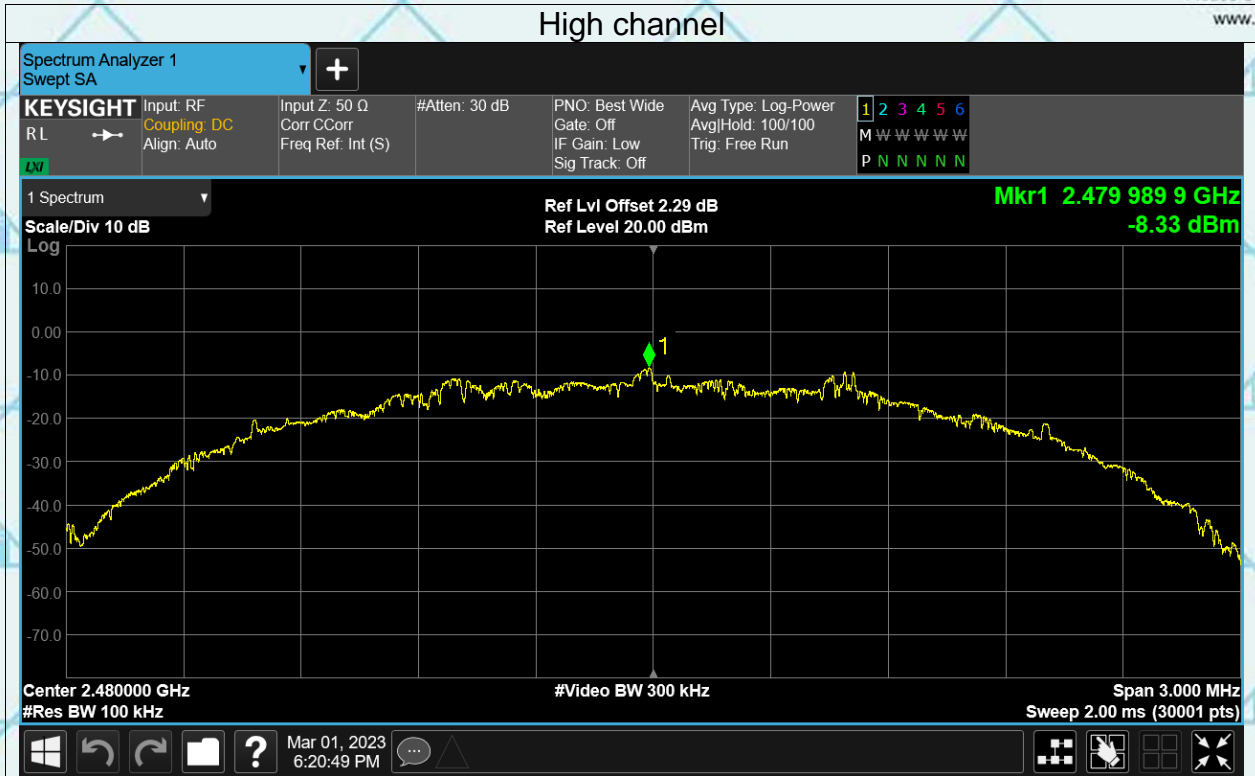 www.
High channel
Spectrum Analyzer 1
Swept SA
+
KEYSIGHT
R L
LXI
Input: RF
Coupling: DC
Align: Auto
Input Z: 50 Ω
Corr CCorr
Freq Ref: Int (S)
#Atten: 30 dB
PNO: Best Wide
Gate: Off
IF Gain: Low
Sig Track: Off
Avg Type: Log-Power
Avg|Hold: 100/100
Trig: Free Run
1 2 3 4 5 6
M W W W W W
P N N N N N
1 Spectrum
Scale/Div 10 dB
Log
Ref Lvl Offset 2.29 dB
Ref Level 20.00 dBm
Mkr1 2.479 989 9 GHz
-8.33 dBm
10.0
0.00
-10.0
-20.0
-30.0
-40.0
-50.0
-60.0
-70.0
1
Center 2.480000 GHz
#Res BW 100 kHz
#Video BW 300 kHz
Span 3.000 MHz
Sweep 2.00 ms (30001 pts)
?
Mar 01, 2023
6:20:49 PM